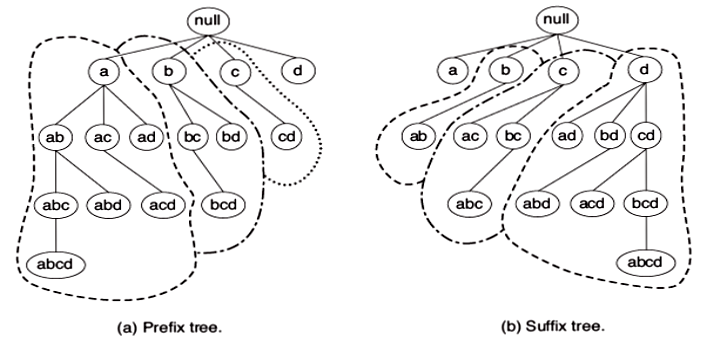 null
a
b
c
d
ab
ac
ad
bc
bd
cd
abc
abd
acd
bcd
abcd
(a) Prefix tree.
null
a
b
c
d
ab
ac
bc
ad
bd
cd
abc
abd
acd
bcd
abcd
(b) Suffix tree.